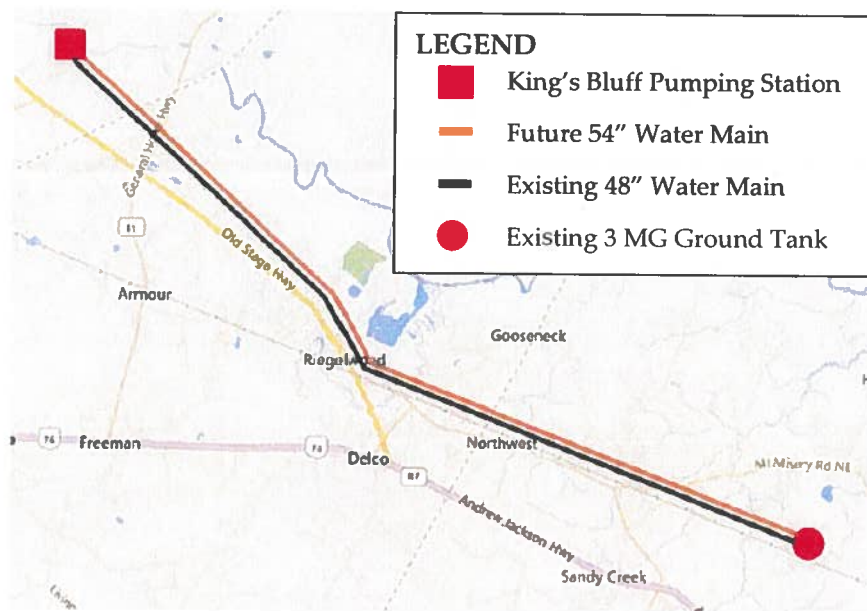 LEGEND
King's Bluff Pumping Station
Future 54" Water Main
Existing 48" Water Main
Existing 3 MG Ground Tank
Old Stage Hwy
Armour
Gooseneck
Riegelwood
Freeman
Delco
Northwest
Mt Misery Rd NE
87
Andrew Jackson Hwy
Sandy Creek